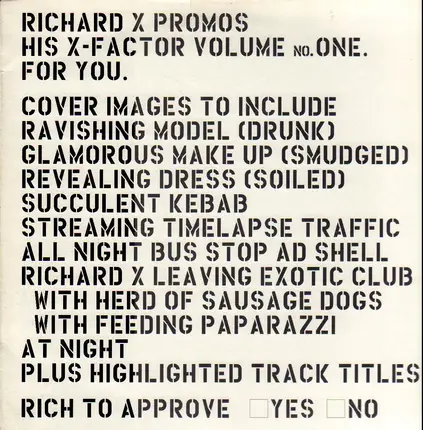 RICHARD X PROMOS
HIS X-FACTOR VOLUME NO.ONE.
FOR YOU.
COVER IMAGES TO INCLUDE
RAVISHING MODEL (DRUNK)
GLAMOROUS MAKE UP (SMUDGED)
REVEALING DRESS (SOILED)
SUCCULENT KEBAB
STREAMING TIMELAPSE TRAFFIC
ALL NIGHT BUS STOP AD SHELL
RICHARD X LEAVING EXOTIC CLUB
WITH HERD OF SAUSAGE DOGS
WITH FEEDING PAPARAZZI
AT NIGHT
PLUS HIGHLIGHTED TRACK TITLES
RICH TO APPROVE □YES □NO